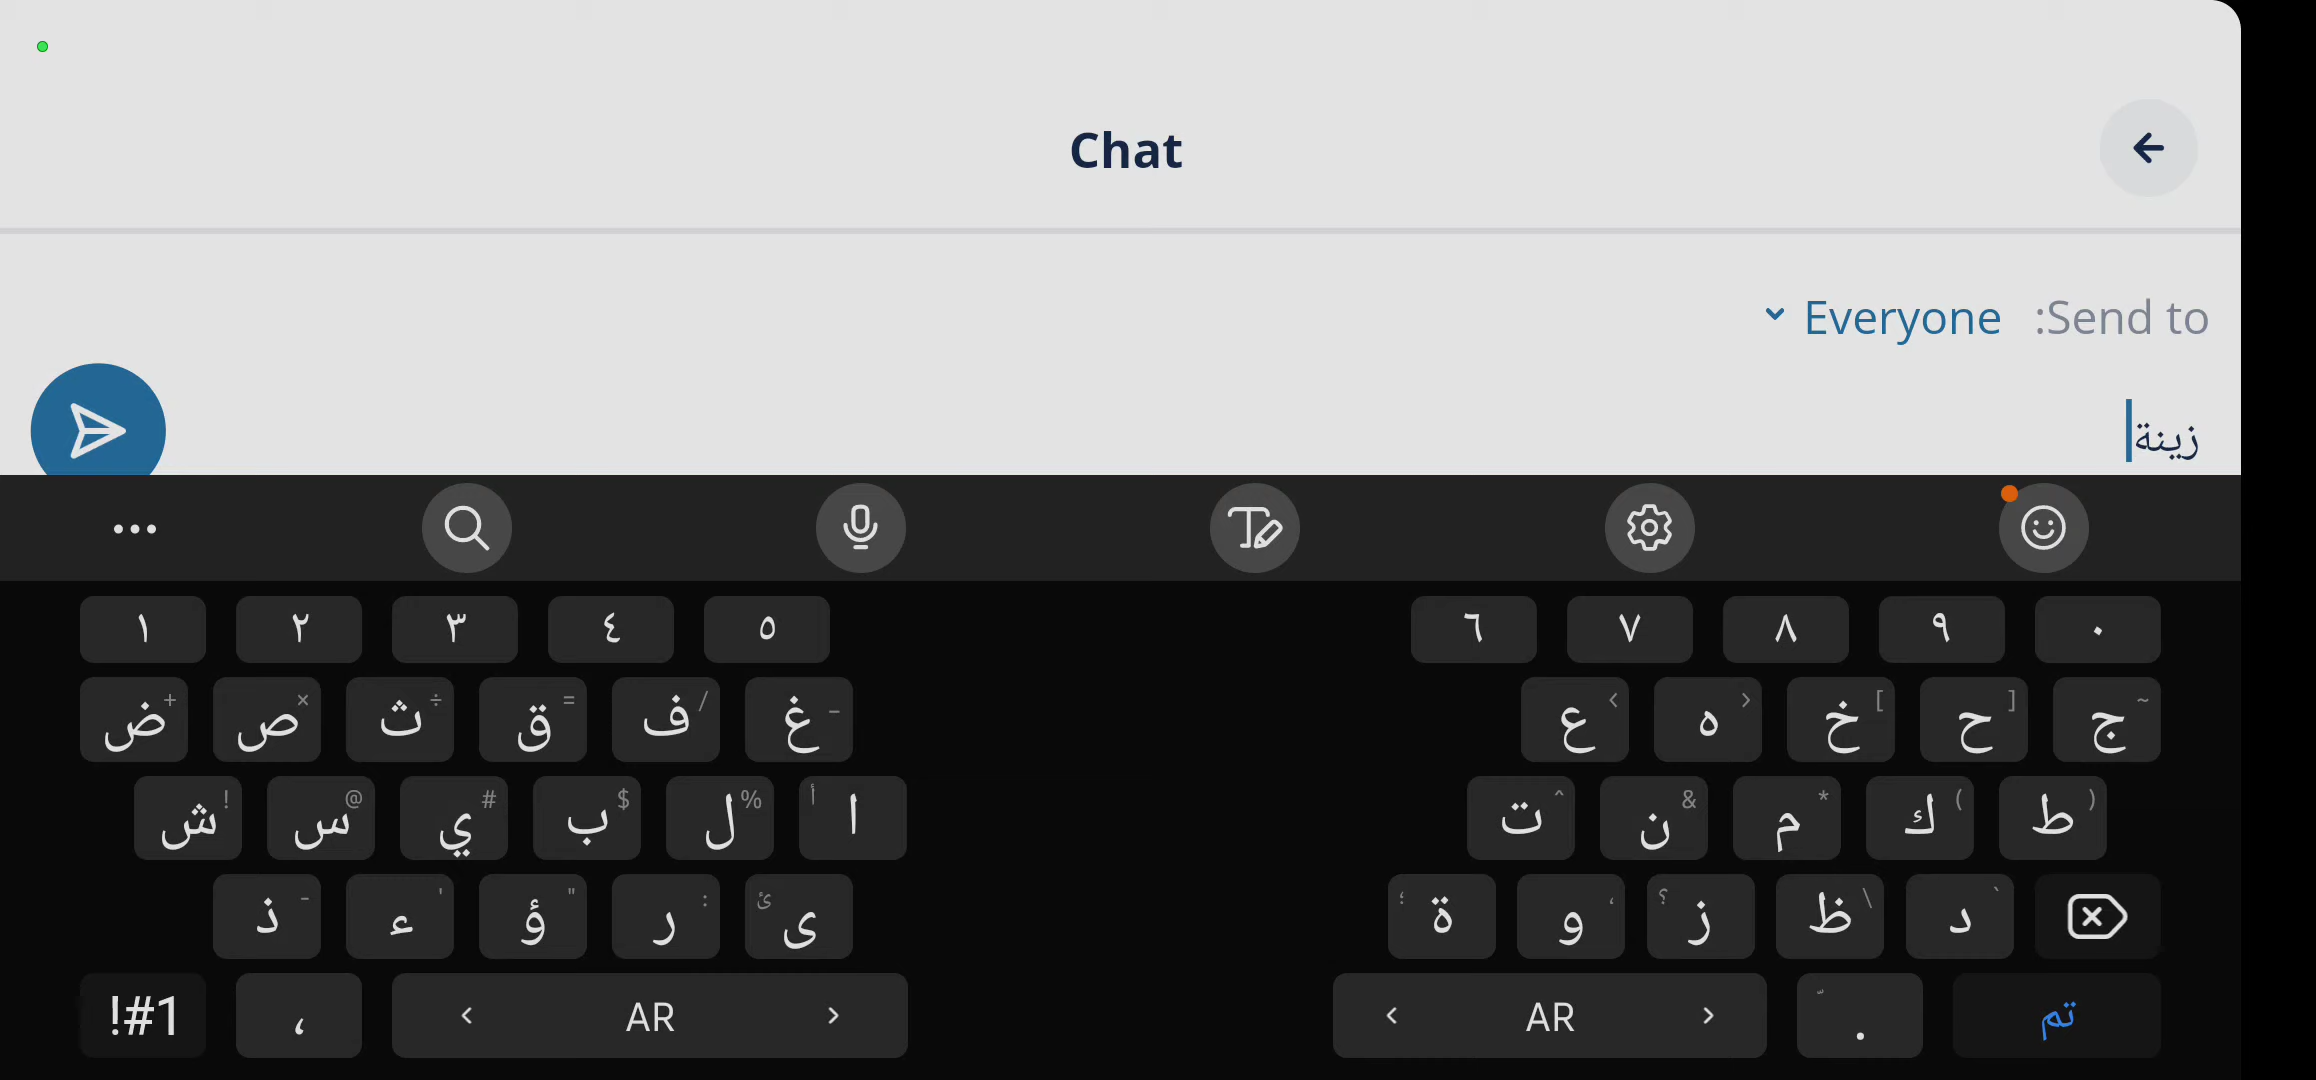 Chat
Send to: Everyone
زينة
١ ٢ ٣ ٤ ٥ ٦ ٧ ٨ ٩ ٠
ض + ص × ث ÷ ق = ف / غ _ ع < ه > خ [ ح ] ج ~
ش ! س @ ي # ب $ ل % ا أ ت ^ ن & م * ك ( ط )
ذ - ء ' ؤ " ر : ى ئ ة ؛ و ، ز ؟ ظ \ د `
!#1 ، < AR > < AR > . تم